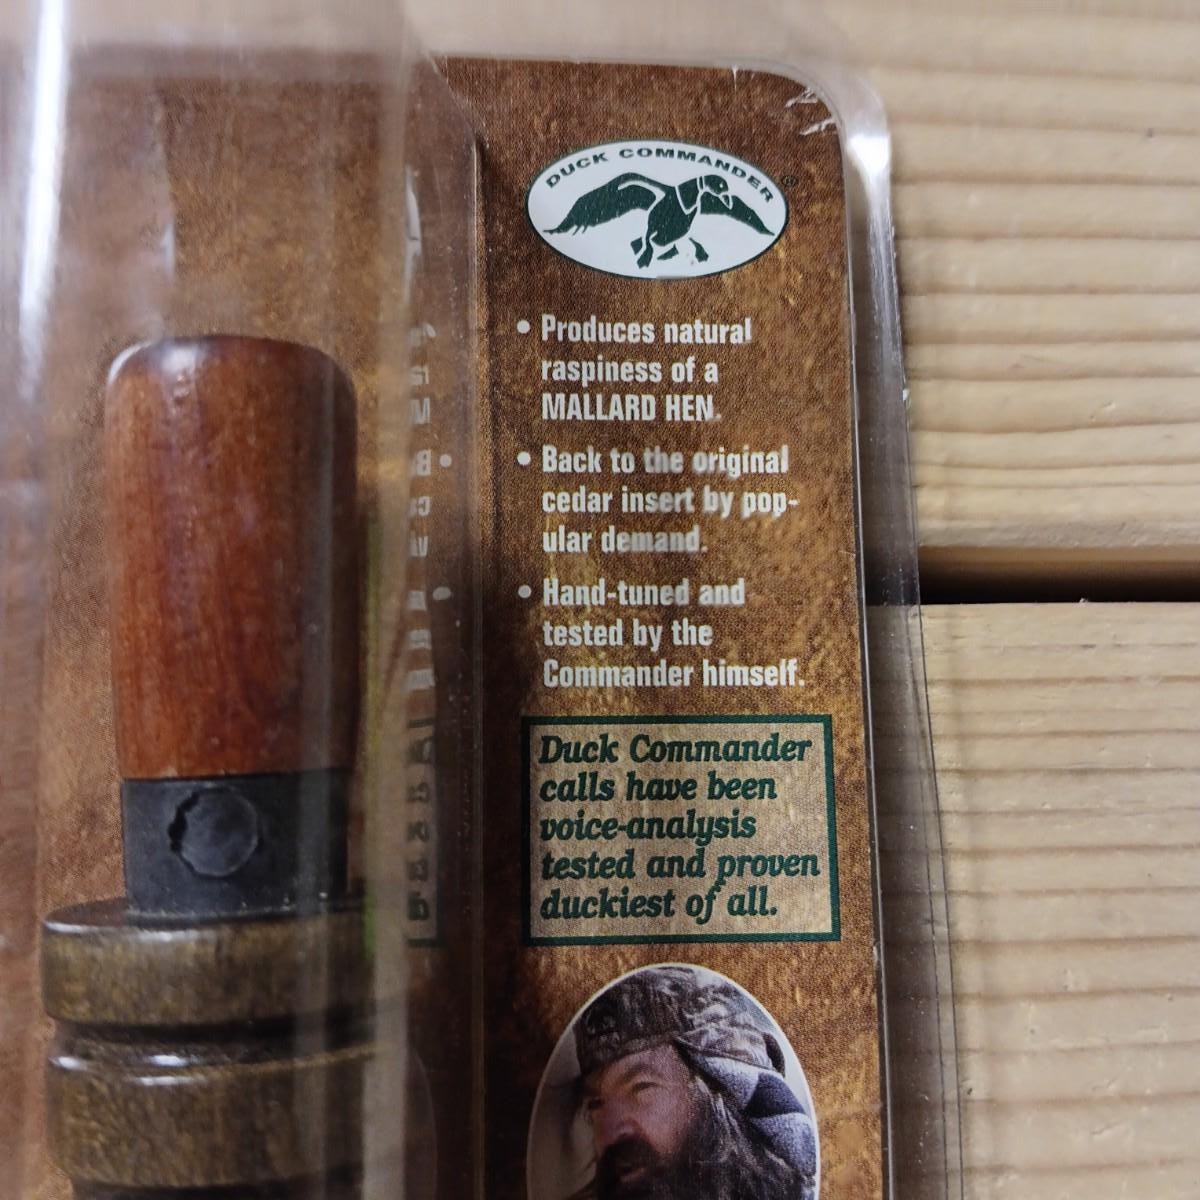 DUCK COMMANDER®
• Produces natural
raspiness of a
MALLARD HEN.
• Back to the original
cedar insert by pop-
ular demand.
• Hand-tuned and
tested by the
Commander himself.
Duck Commander
calls have been
voice-analysis
tested and proven
duckiest of all.